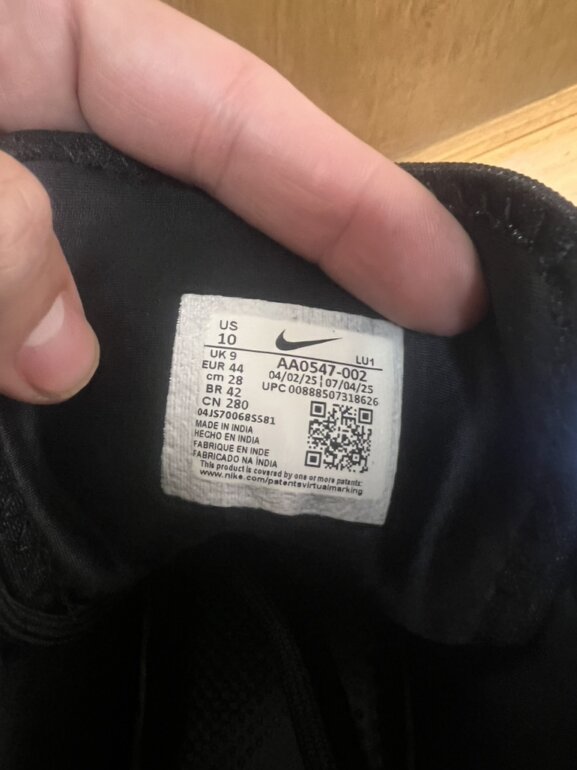 US
10
UK 9
EUR 44
cm 28
BR 42
CN 280
LU1
AA0547-002
04/02/25 | 07/04/25
UPC 00888507318626
04JS70068S581
MADE IN INDIA
HECHO EN INDIA
FABRIQUE EN INDE
FABRICADO NA ÍNDIA
This product is covered by one or more patents:
www.nike.com/patentsvirtualmarking